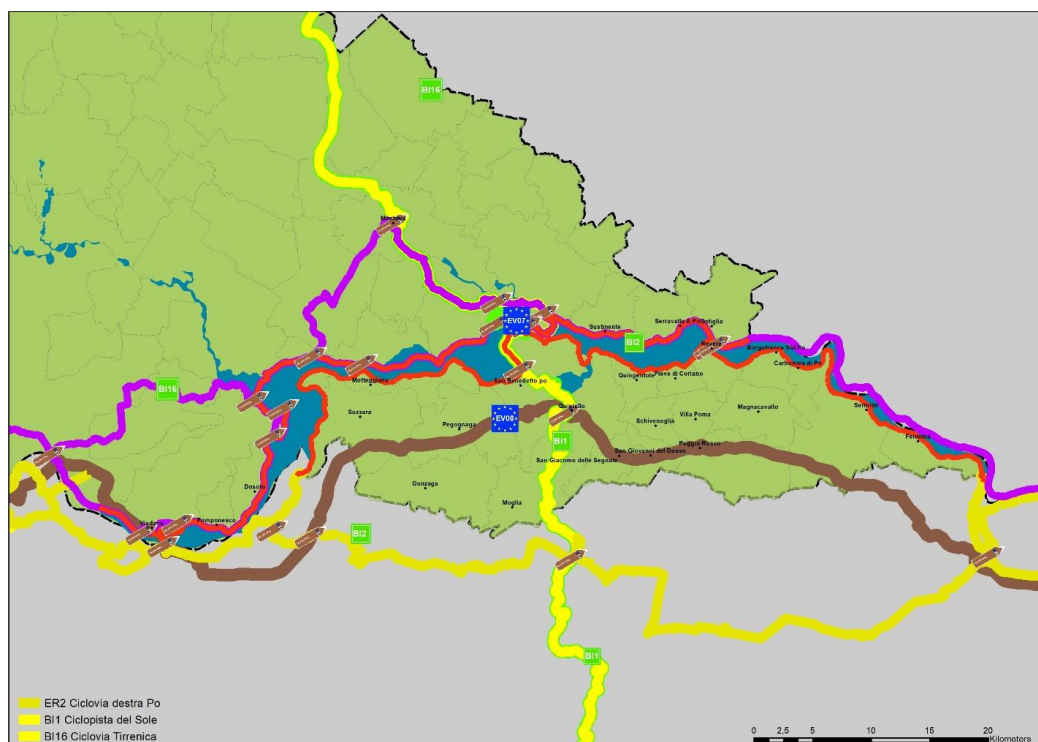 BI16
Mantova
EV07
Sustinente
Serravalle a Po
Ostiglia
BI2
Revere
Borgofranco sul Po
Carbonara di Po
Quingentole
Pieve di Coriano
BI16
Motteggiana
San Benedetto po
Sermide
Suzzara
Quistello
Magnacavallo
EV08
Villa Poma
Pegognaga
Schivenoglia
Felonica
BI1
Poggio Rusco
San Giovanni del Dosso
San Giacomo delle Segnate
Gonzaga
Dosolo
Moglia
Viadana
Pomponesco
BI2
BI1
ER2 Ciclovia destra Po
BI1 Ciclopista del Sole
BI16 Ciclovia Tirrenica
0 2,5 5 10 15 20
Kilometers